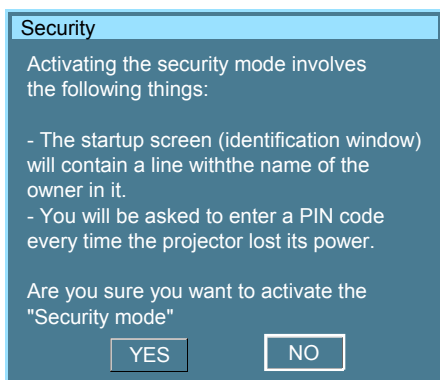 Security
Activating the security mode involves
the following things:
- The startup screen (identification window)
will contain a line withthe name of the
owner in it.
- You will be asked to enter a PIN code
every time the projector lost its power.
Are you sure you want to activate the
"Security mode"
YES NO